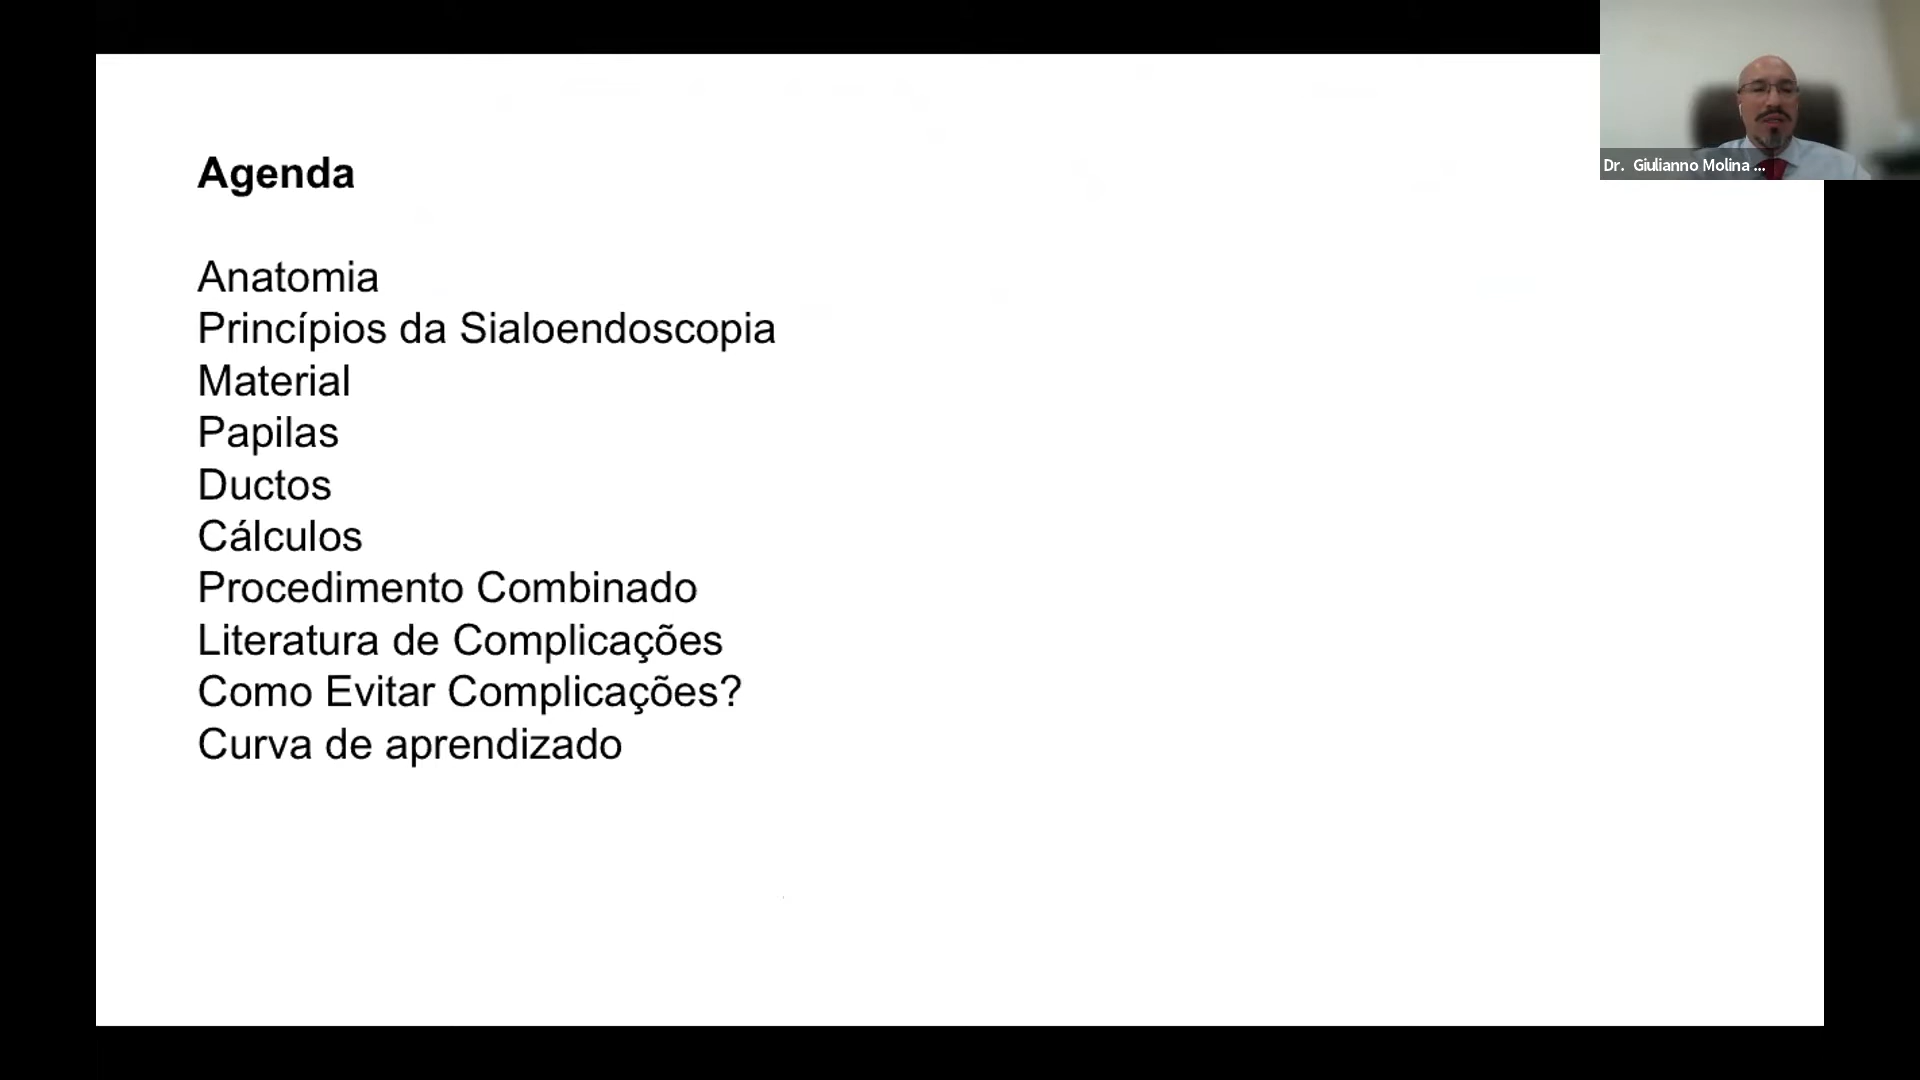 Agenda
Anatomia
Princípios da Sialoendoscopia
Material
Papilas
Ductos
Cálculos
Procedimento Combinado
Literatura de Complicações
Como Evitar Complicações?
Curva de aprendizado
Dr. Giulianno Molina ...